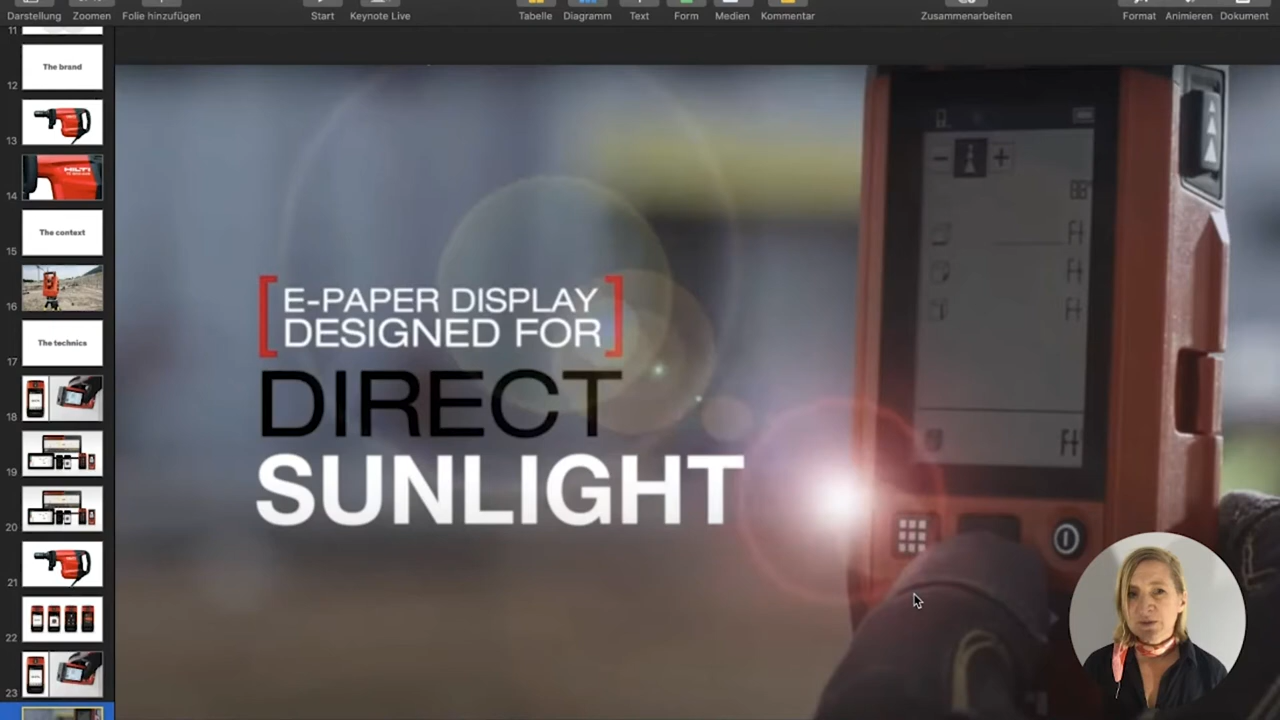 Darstellung Zoomen Folie hinzufügen Start Keynote Live Tabelle Diagramm Text Form Medien Kommentar Zusammenarbeiten Format Animieren Dokument
11
The brand
12
13
HILTI
14
The context
15
16
The technics
17
18
19
20
21
22
23
[E-PAPER DISPLAY
DESIGNED FOR]
DIRECT
SUNLIGHT